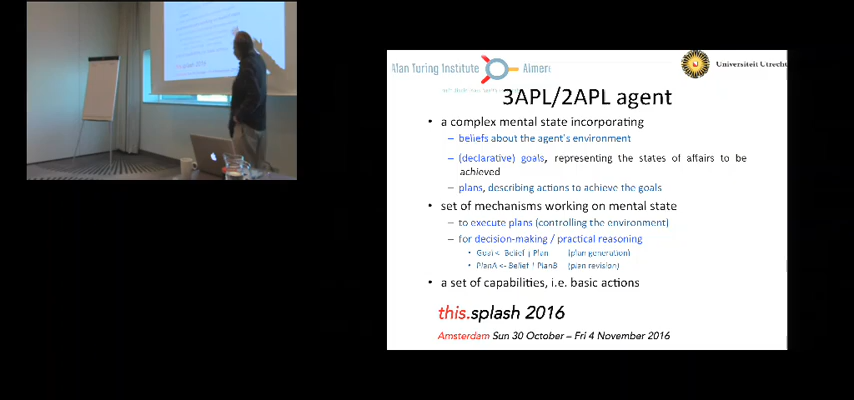 Alan Turing Institute Almere
Universiteit Utrecht
3APL/2APL agent
• a complex mental state incorporating
– beliefs about the agent's environment
– (declarative) goals, representing the states of affairs to be
achieved
– plans, describing actions to achieve the goals
• set of mechanisms working on mental state
– to execute plans (controlling the environment)
– for decision-making / practical reasoning
• Goal <- Belief | Plan (plan generation)
• PlanA <- Belief | PlanB (plan revision)
• a set of capabilities, i.e. basic actions
this.splash 2016
Amsterdam Sun 30 October – Fri 4 November 2016